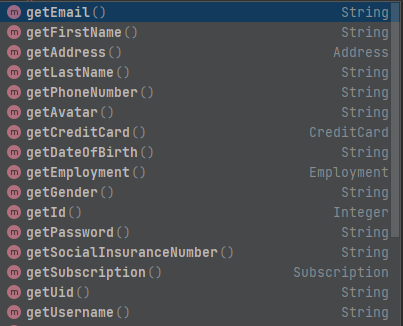 m getEmail() String
m getFirstName() String
m getAddress() Address
m getLastName() String
m getPhoneNumber() String
m getAvatar() String
m getCreditCard() CreditCard
m getDateOfBirth() String
m getEmployment() Employment
m getGender() String
m getId() Integer
m getPassword() String
m getSocialInsuranceNumber() String
m getSubscription() Subscription
m getUid() String
m getUsername() String